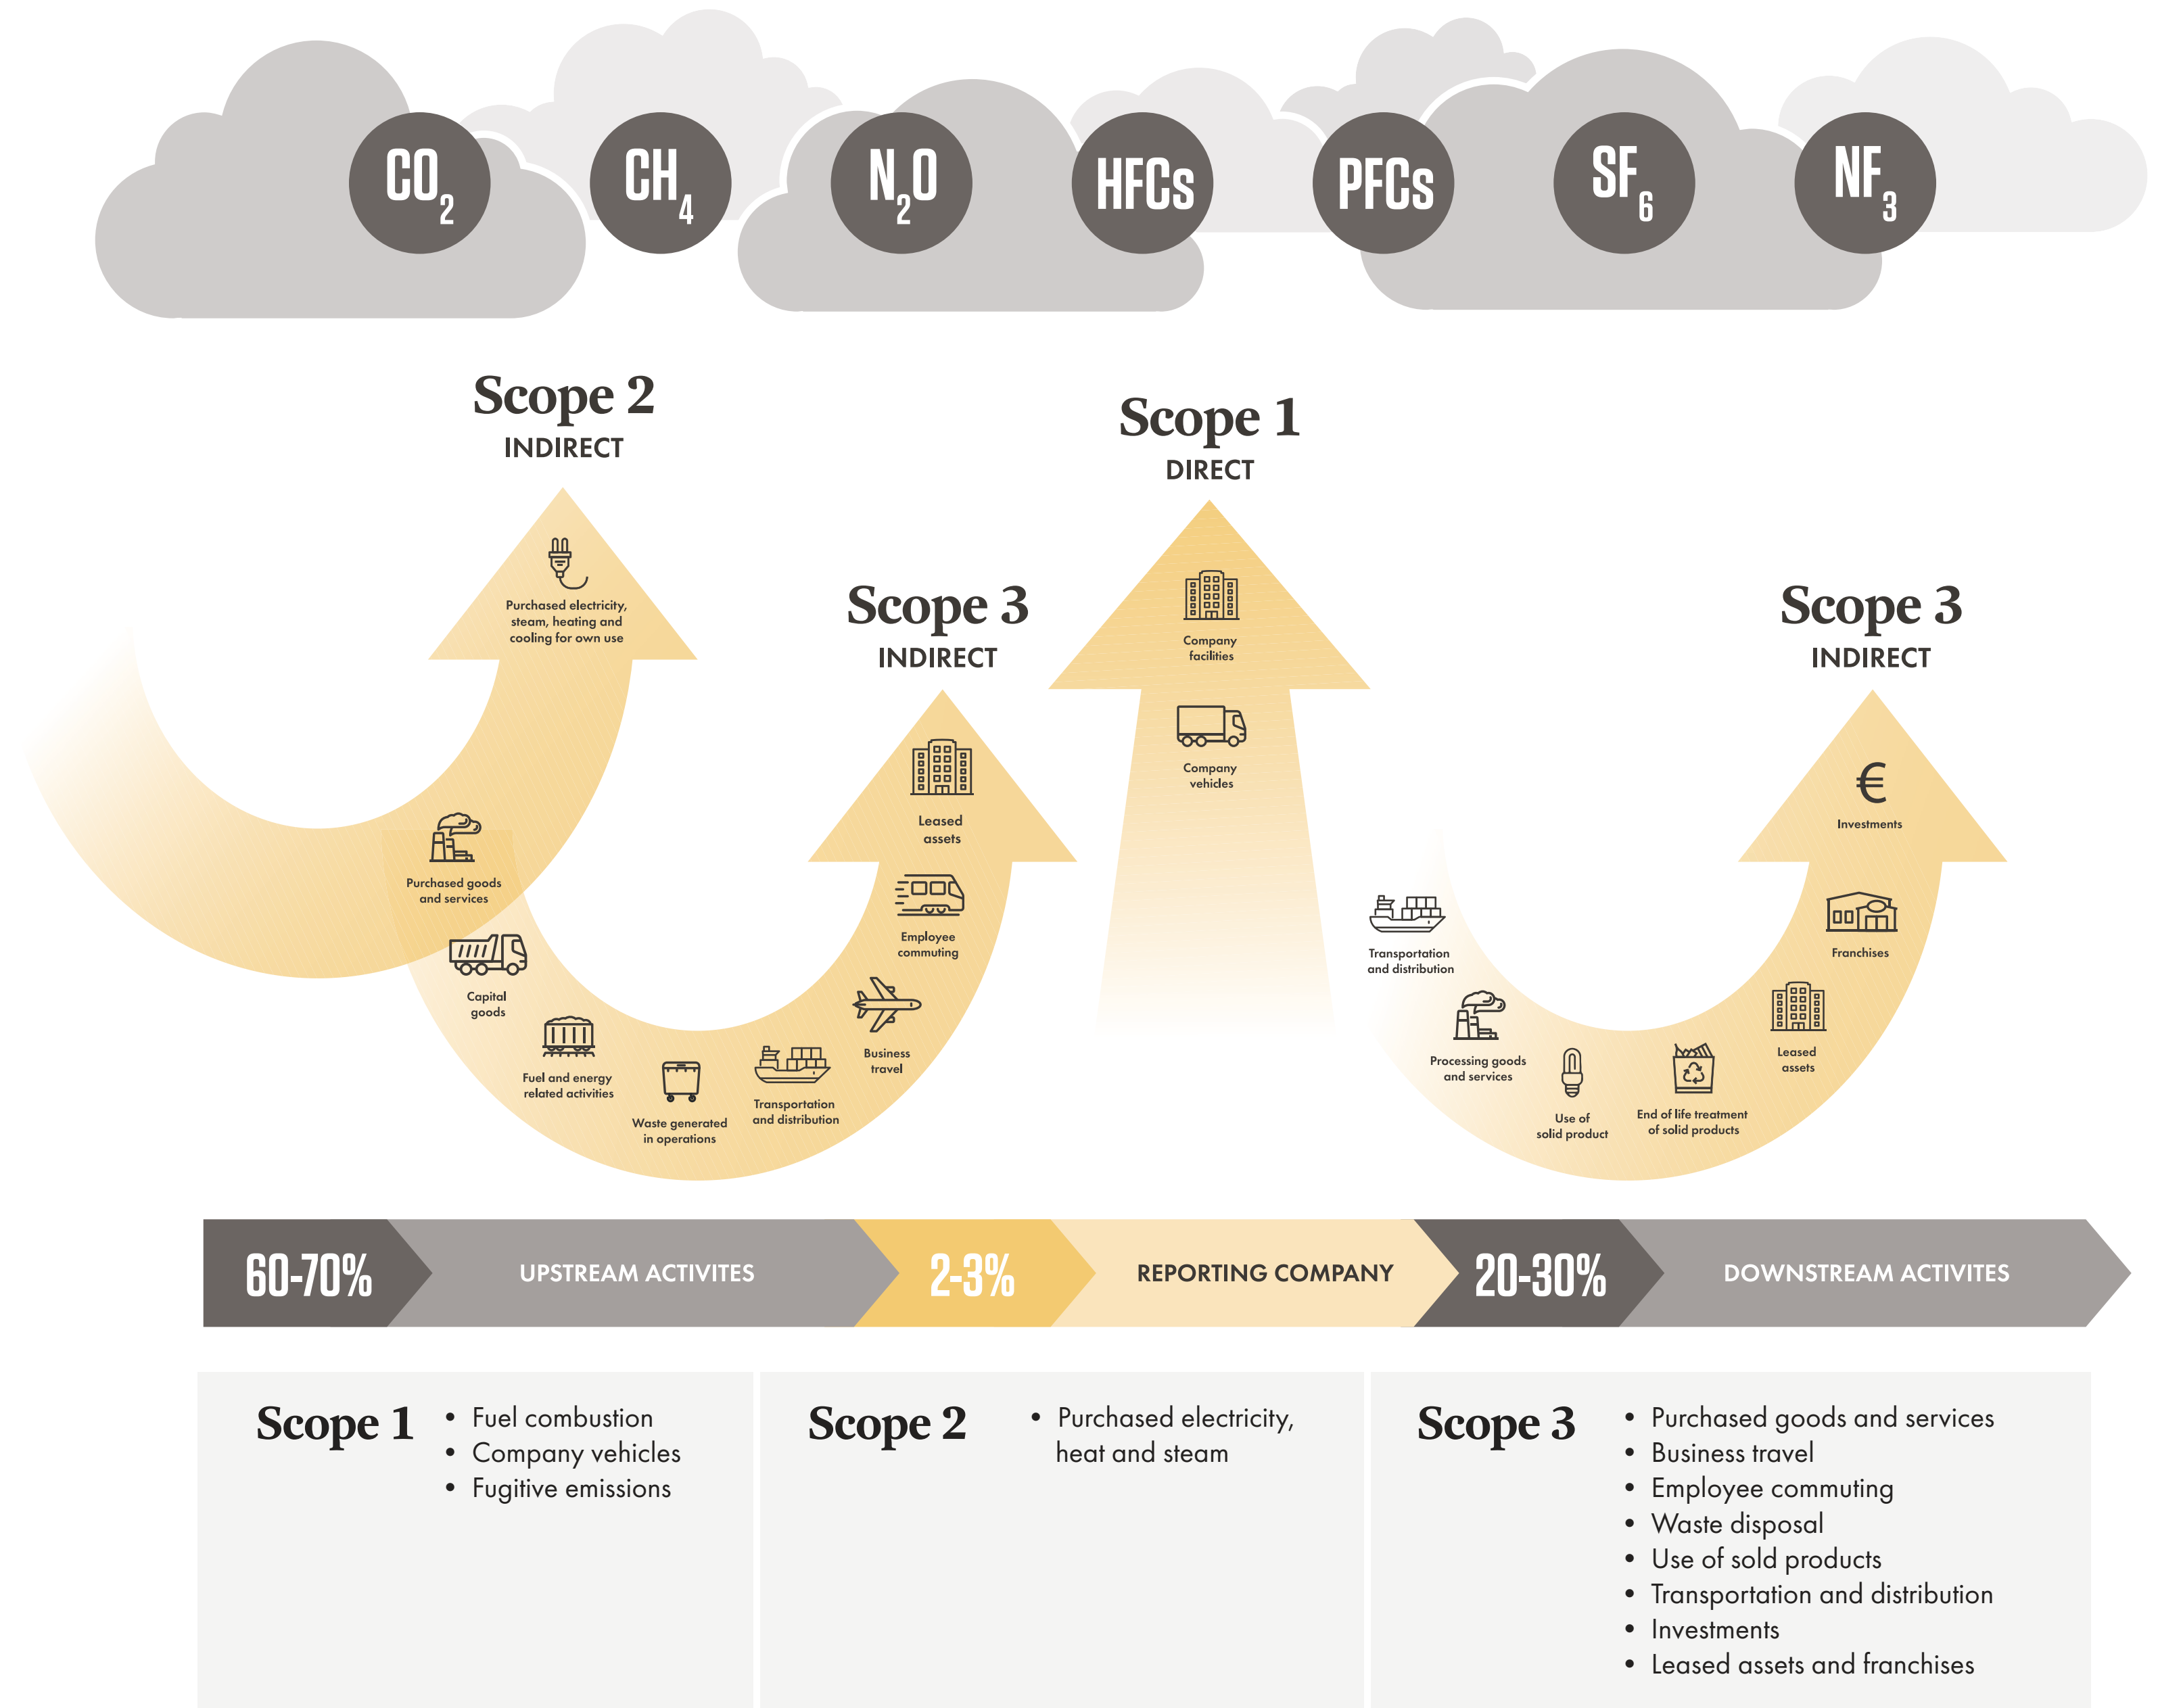 CO2
CH4
N2O
HFCs
PFCs
SF6
NF3
Scope 2
INDIRECT
Purchased electricity,
steam, heating and
cooling for own use
Scope 3
INDIRECT
Purchased goods
and services
Capital
goods
Fuel and energy
related activities
Waste generated
in operations
Transportation
and distribution
Business
travel
Employee
commuting
Leased
assets
Scope 1
DIRECT
Company
facilities
Company
vehicles
Scope 3
INDIRECT
Transportation
and distribution
Processing goods
and services
Use of
solid product
End of life treatment
of solid products
Leased
assets
Franchises
€
Investments
60-70%
UPSTREAM ACTIVITES
2-3%
REPORTING COMPANY
20-30%
DOWNSTREAM ACTIVITES
Scope 1
• Fuel combustion
• Company vehicles
• Fugitive emissions
Scope 2
• Purchased electricity,
heat and steam
Scope 3
• Purchased goods and services
• Business travel
• Employee commuting
• Waste disposal
• Use of sold products
• Transportation and distribution
• Investments
• Leased assets and franchises